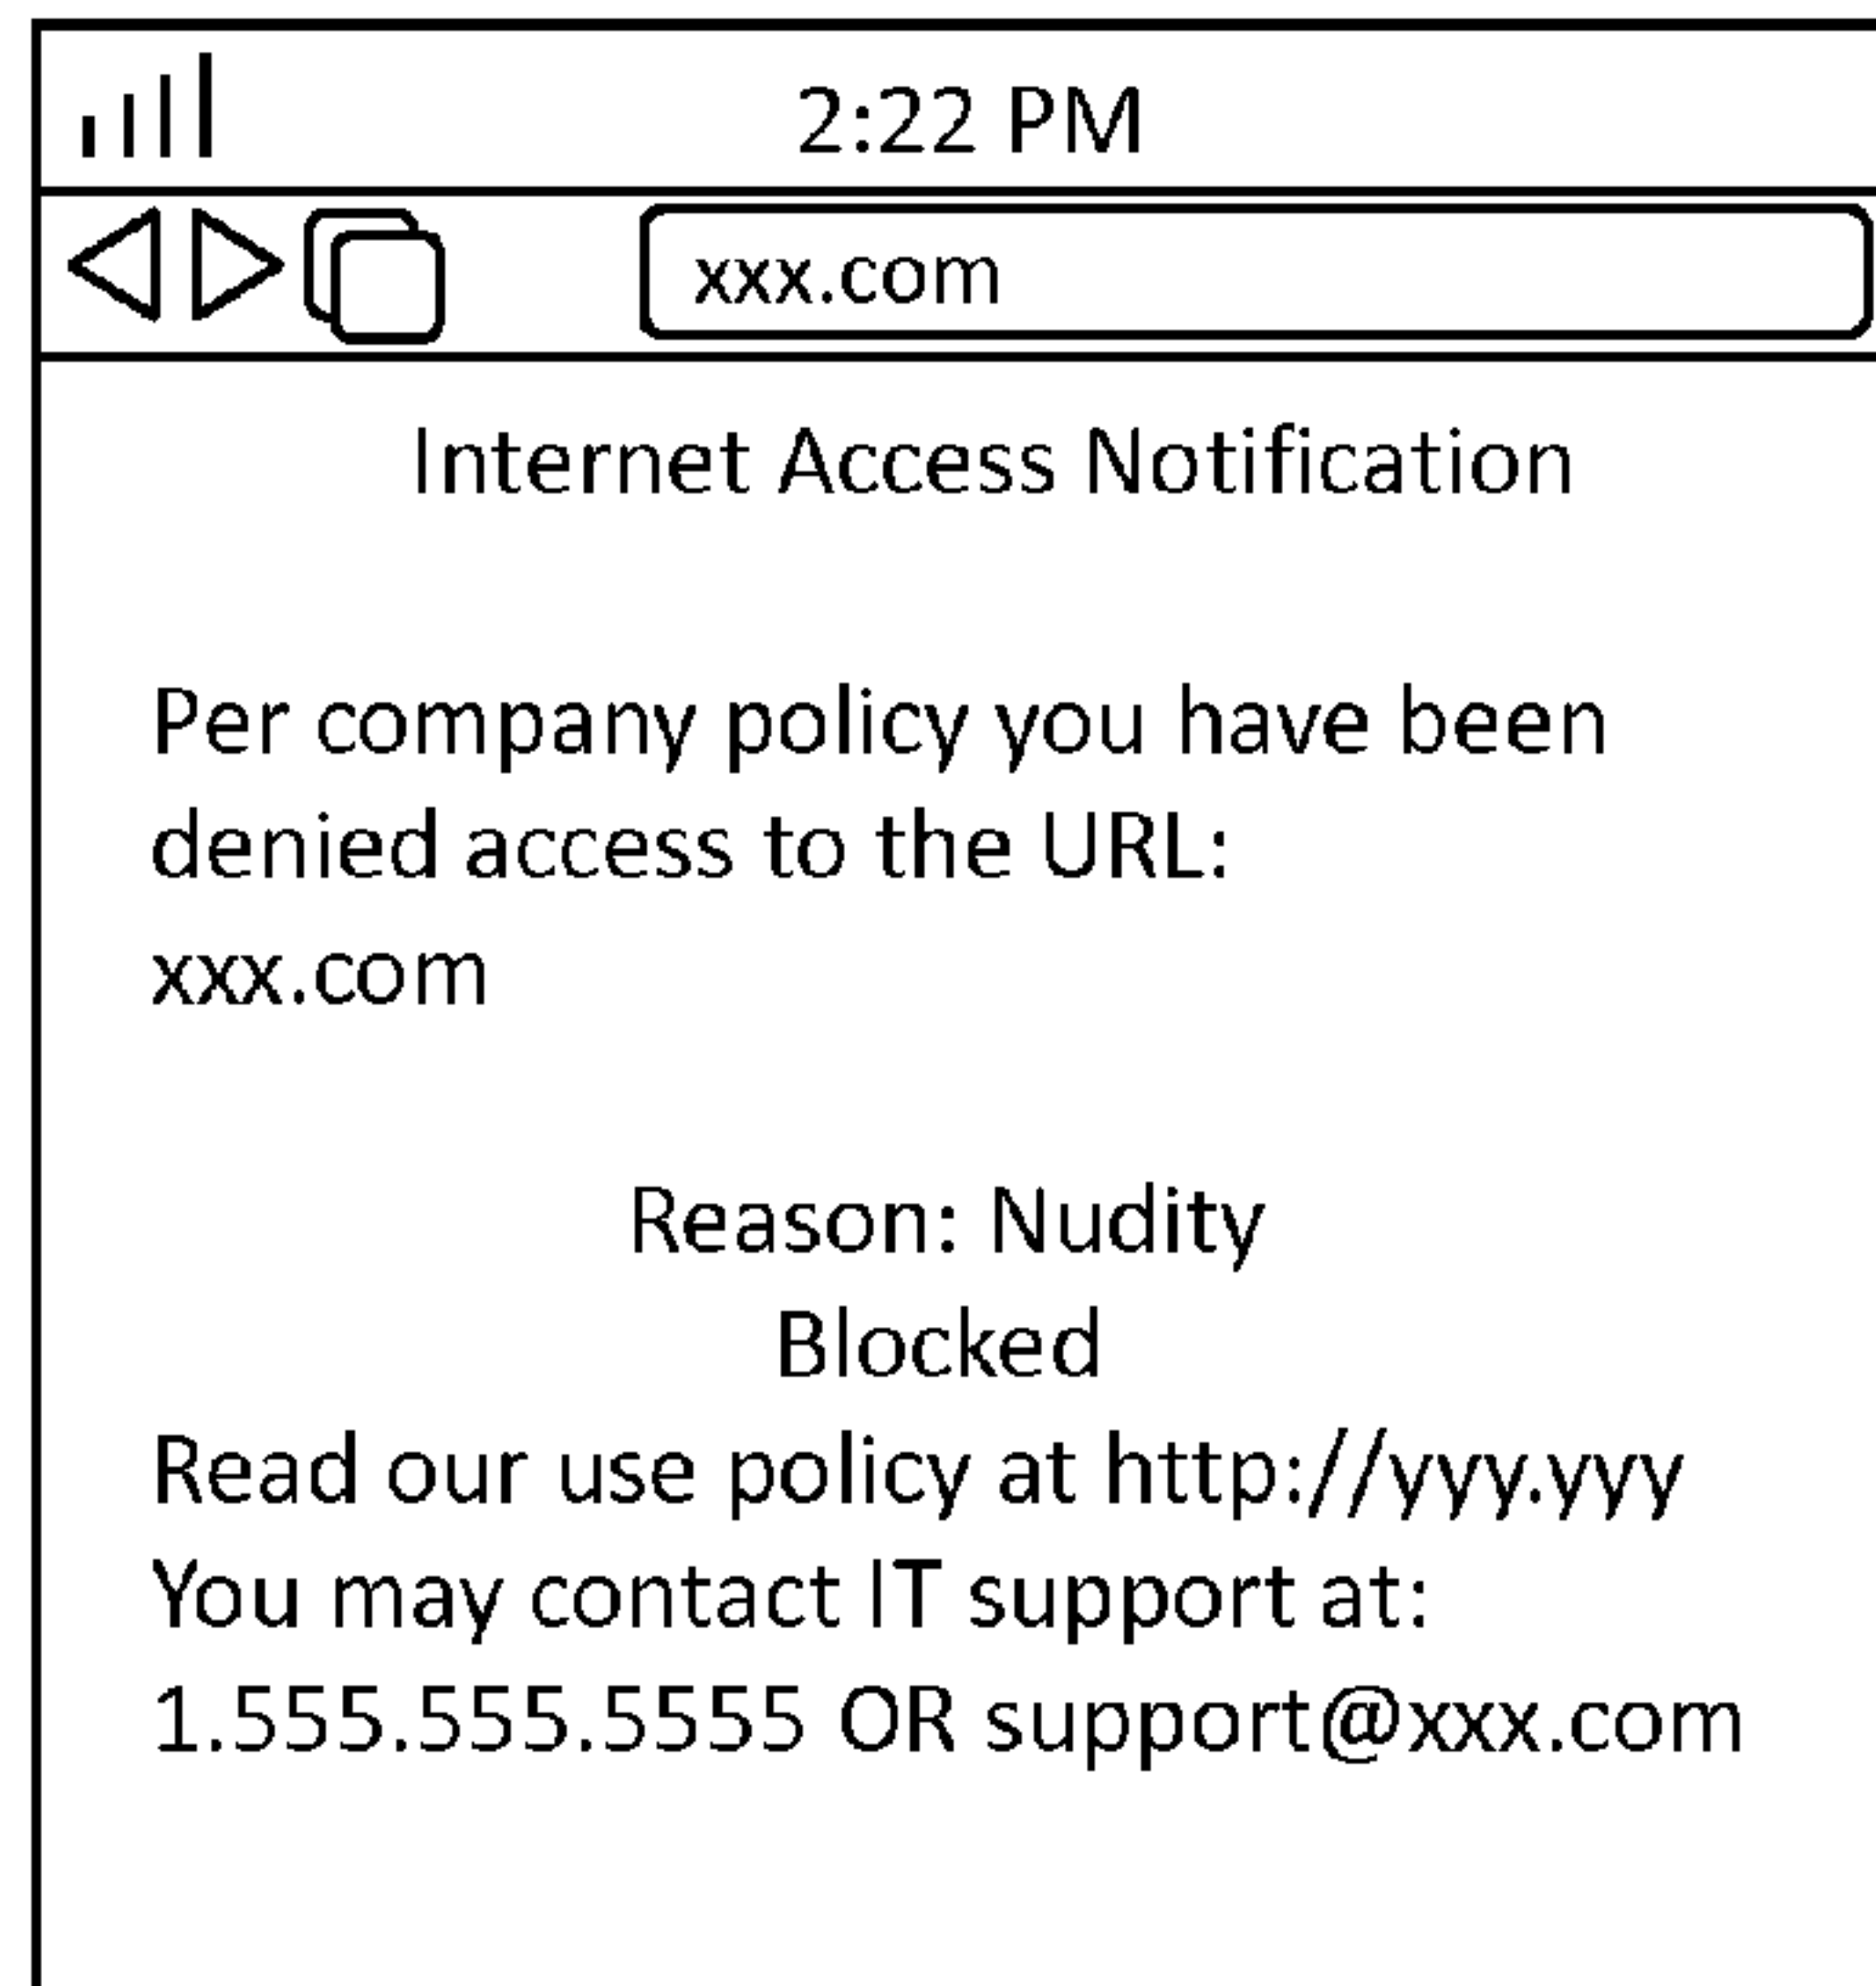 2:22 PM
xxx.com
Internet Access Notification
Per company policy you have been
denied access to the URL:
xxx.com
Reason: Nudity
Blocked
Read our use policy at http://yyy.yyy
You may contact IT support at:
1.555.555.5555 OR support@xxx.com